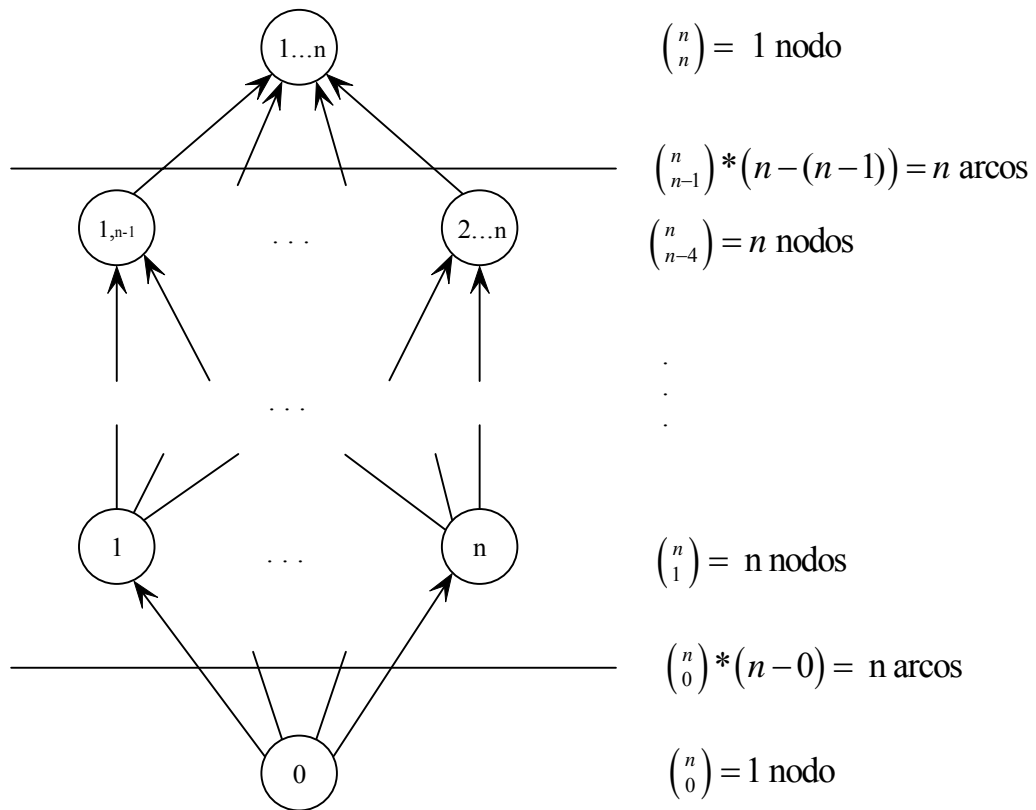 1...n
(n n) = 1 nodo
(n n−1)*(n−(n−1)) = n arcos
1,n-1
. . .
2...n
(n n−4) = n nodos
. . .
.
.
.
1
. . .
n
(n 1) = n nodos
(n 0)*(n−0) = n arcos
0
(n 0) = 1 nodo